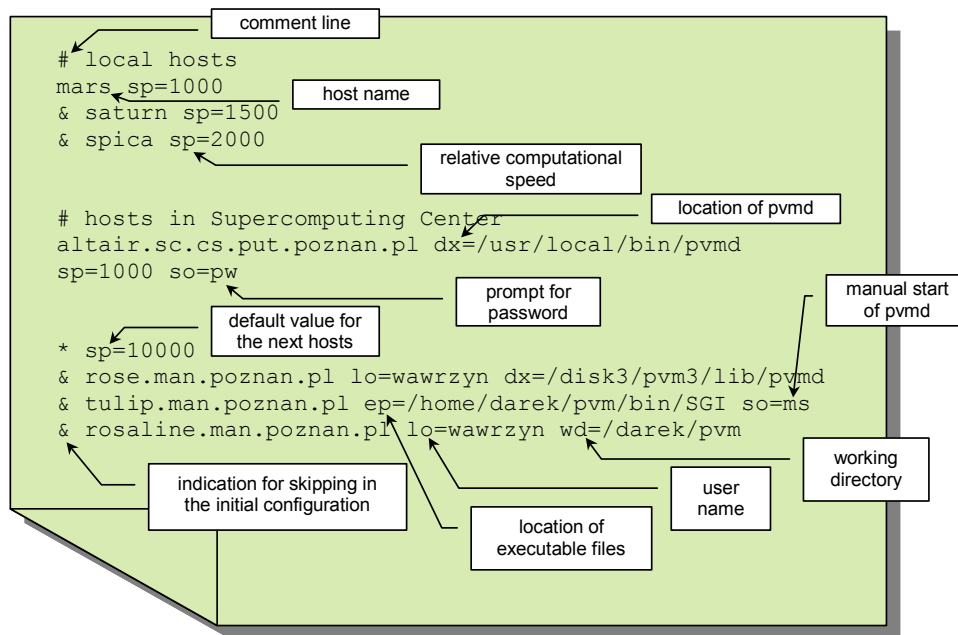 comment line
# local hosts
mars sp=1000
host name
& saturn sp=1500
& spica sp=2000
relative computational
speed
location of pvmd
# hosts in Supercomputing Center
altair.sc.cs.put.poznan.pl dx=/usr/local/bin/pvmd
sp=1000 so=pw
prompt for
password
manual start
of pvmd
default value for
the next hosts
* sp=10000
& rose.man.poznan.pl lo=wawrzyn dx=/disk3/pvm3/lib/pvmd
& tulip.man.poznan.pl ep=/home/darek/pvm/bin/SGI so=ms
& rosaline.man.poznan.pl lo=wawrzyn wd=/darek/pvm
indication for skipping in
the initial configuration
location of
executable files
user
name
working
directory